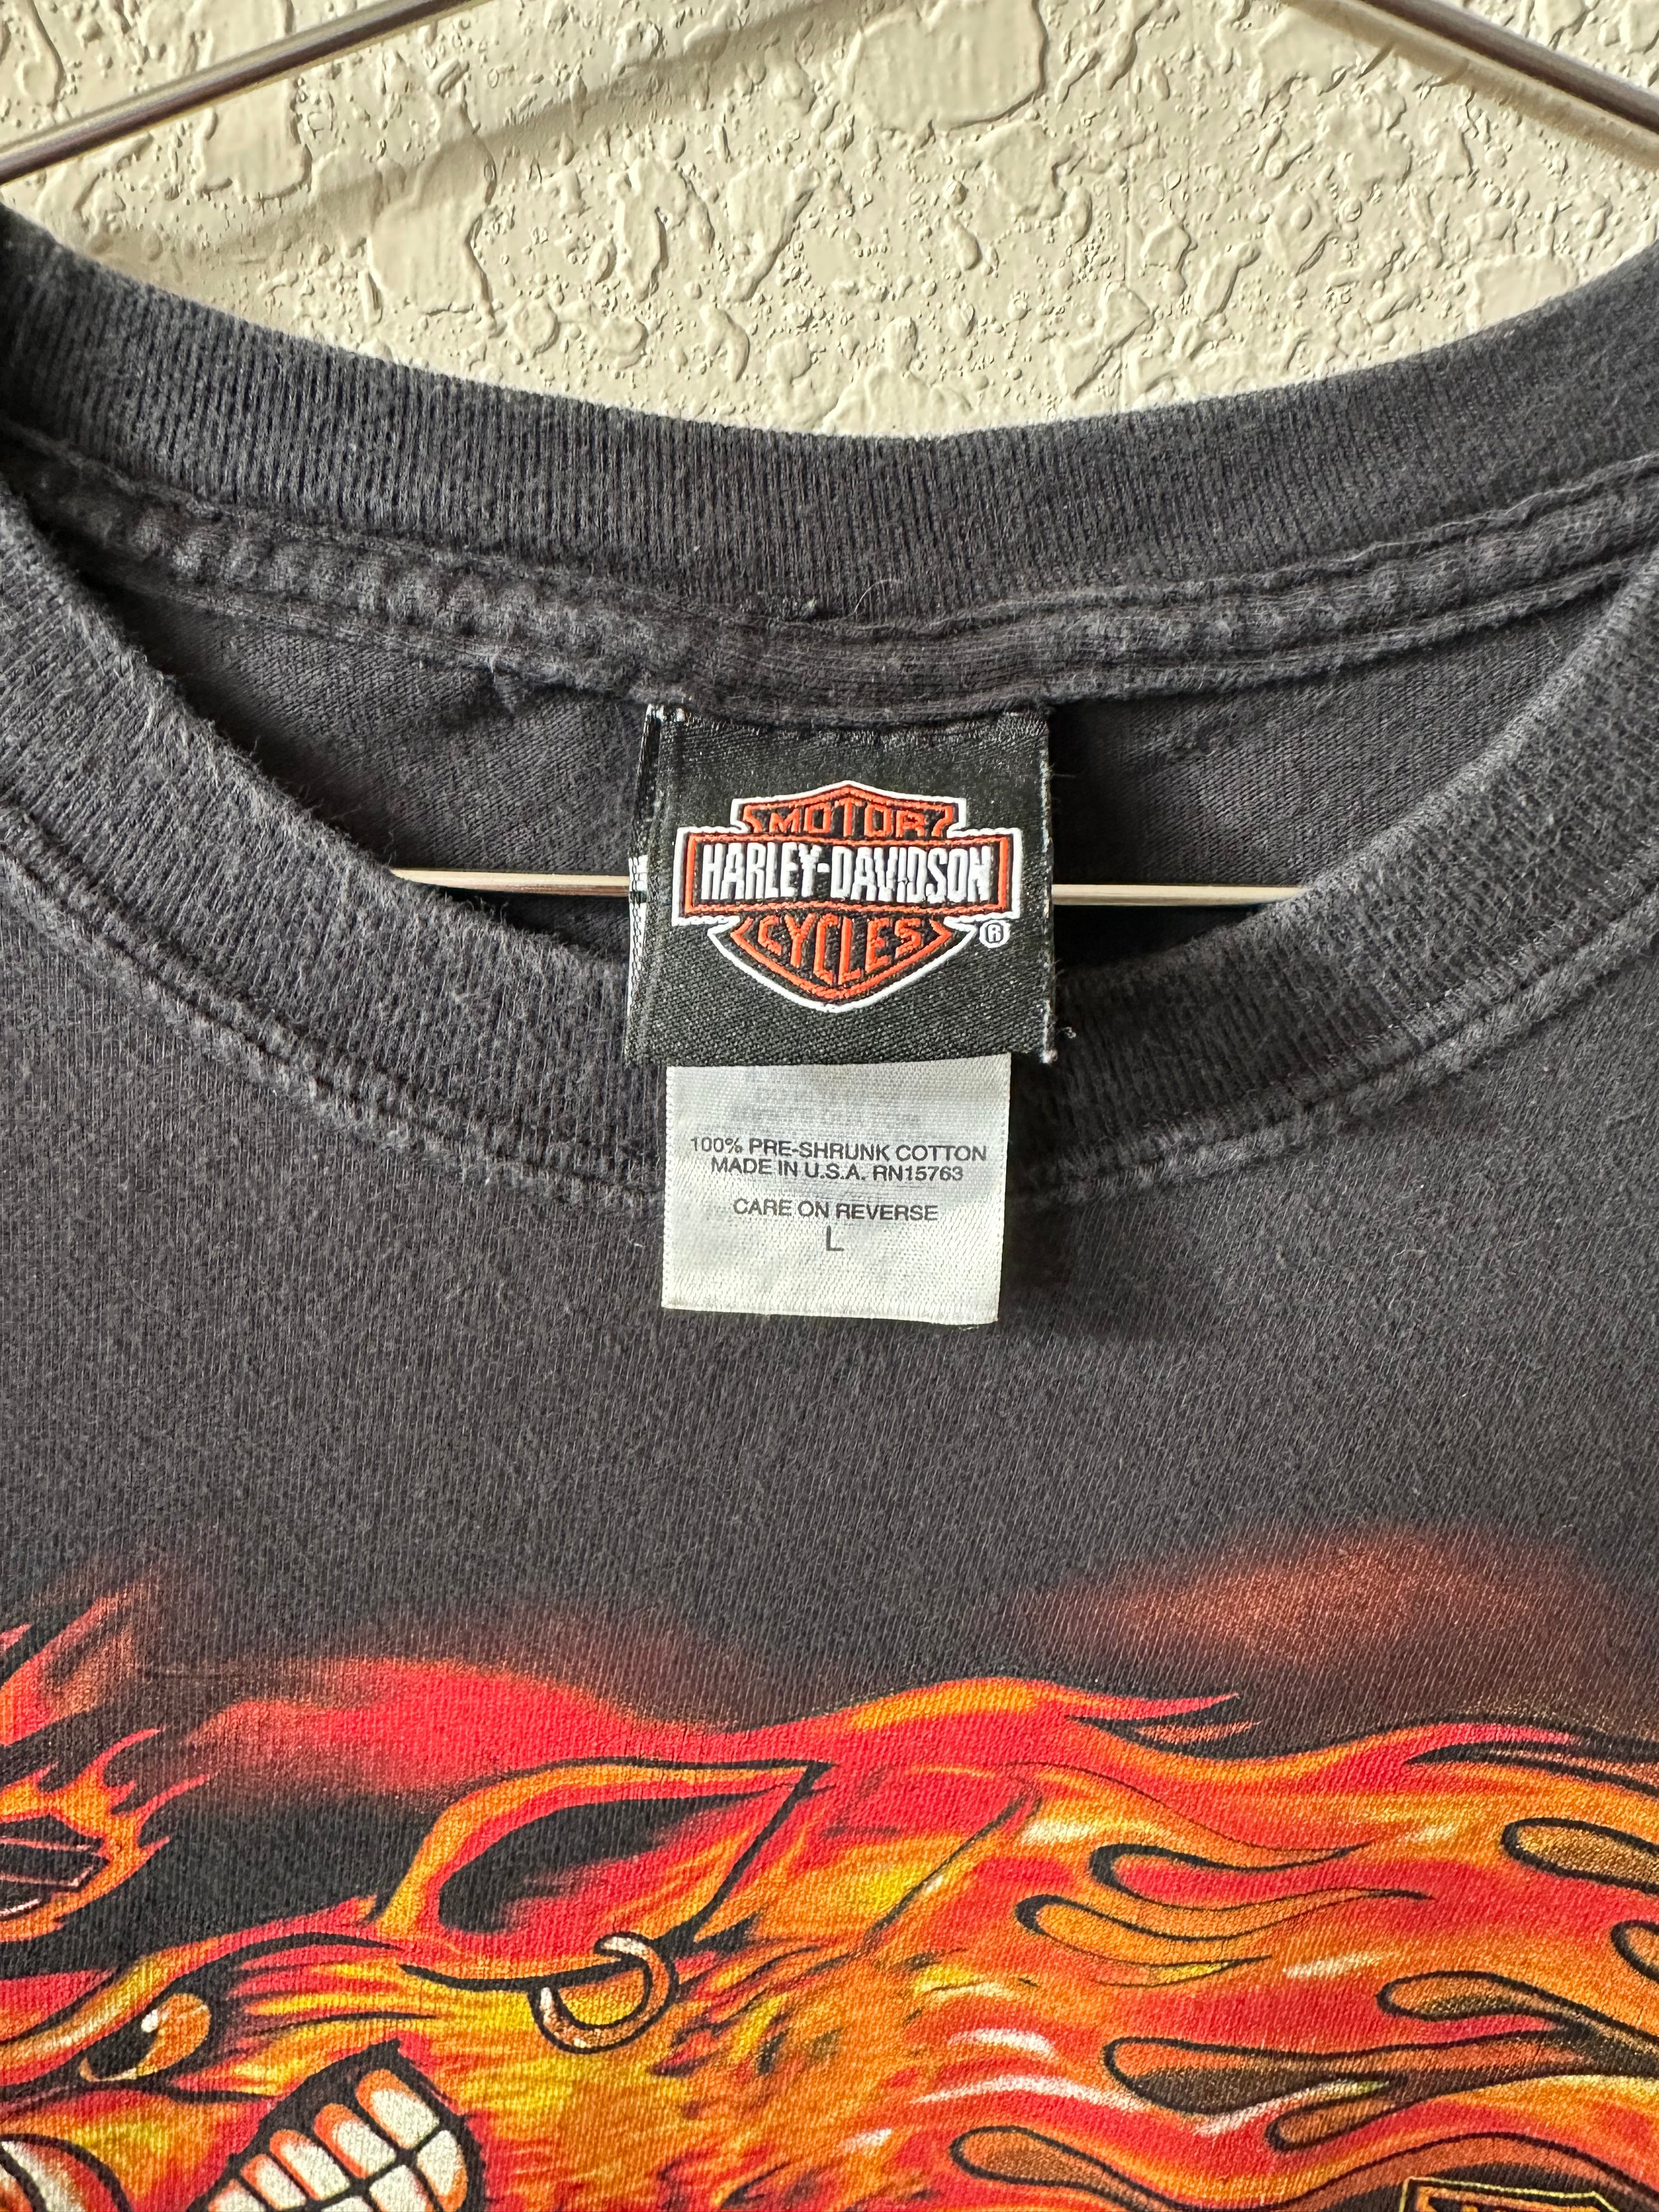 MOTOR
HARLEY-DAVIDSON
CYCLES
®
100% PRE-SHRUNK COTTON
MADE IN U.S.A. RN15763
CARE ON REVERSE
L